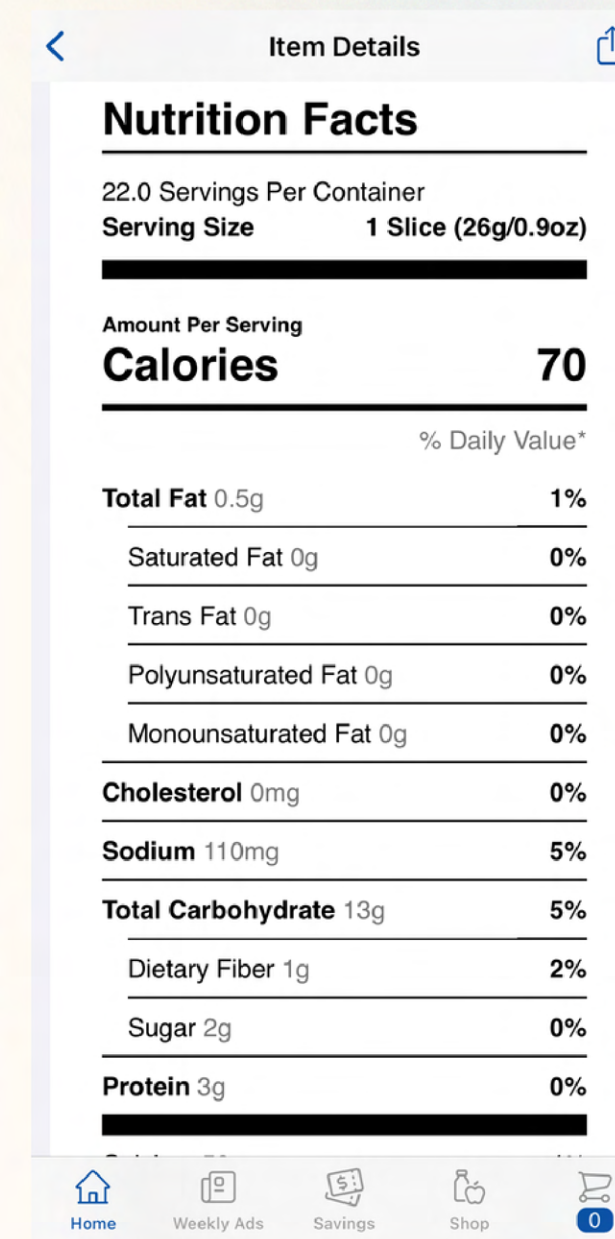 Item Details
Nutrition Facts
22.0 Servings Per Container
Serving Size 1 Slice (26g/0.9oz)
Amount Per Serving
Calories 70
% Daily Value*
Total Fat 0.5g 1%
Saturated Fat 0g 0%
Trans Fat 0g 0%
Polyunsaturated Fat 0g 0%
Monounsaturated Fat 0g 0%
Cholesterol 0mg 0%
Sodium 110mg 5%
Total Carbohydrate 13g 5%
Dietary Fiber 1g 2%
Sugar 2g 0%
Protein 3g 0%
Home Weekly Ads Savings Shop 0